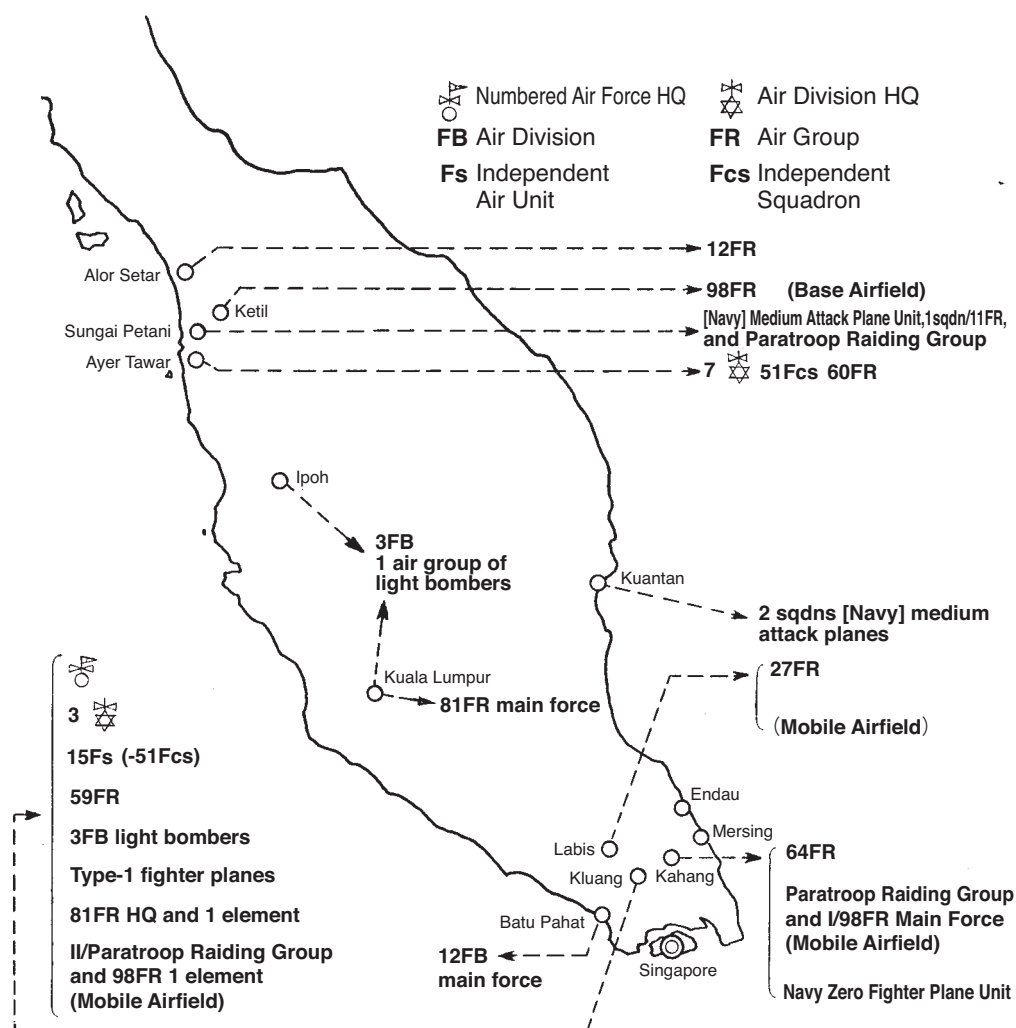 Numbered Air Force HQ
Air Division HQ
FB Air Division
FR Air Group
Fs Independent
Air Unit
Fcs Independent
Squadron
12FR
Alor Setar
98FR (Base Airfield)
Ketil
[Navy] Medium Attack Plane Unit,1sqdn/11FR,
and Paratroop Raiding Group
Sungai Petani
Ayer Tawar
7 51Fcs 60FR
Ipoh
3FB
1 air group of
light bombers
Kuantan
2 sqdns [Navy] medium
attack planes
Kuala Lumpur
81FR main force
27FR
(Mobile Airfield)
3
15Fs (-51Fcs)
59FR
3FB light bombers
Type-1 fighter planes
81FR HQ and 1 element
II/Paratroop Raiding Group
and 98FR 1 element
(Mobile Airfield)
Endau
Mersing
Labis
Kluang
Kahang
64FR
Paratroop Raiding Group
and I/98FR Main Force
(Mobile Airfield)
Navy Zero Fighter Plane Unit
Batu Pahat
12FB
main force
Singapore